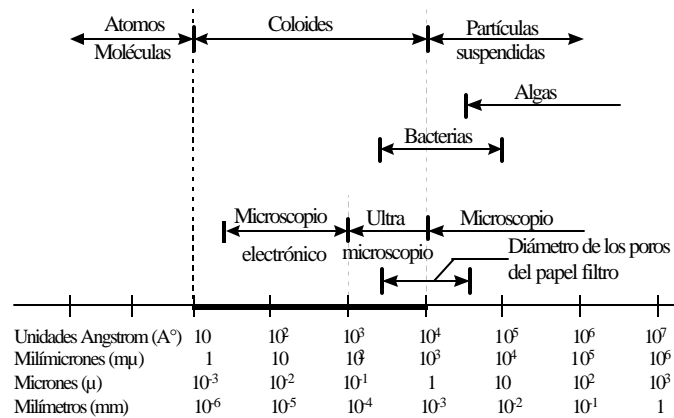 Atomos Coloides Partículas
Moléculas suspendidas
Algas
Bacterias
Microscopio Ultra Microscopio
electrónico microscopio Diámetro de los poros
del papel filtro
Unidades Angstrom (A°) 10 10² 10³ 10⁴ 10⁵ 10⁶ 10⁷
Milímicrones (mµ) 1 10 10² 10³ 10⁴ 10⁵ 10⁶
Micrones (µ) 10⁻³ 10⁻² 10⁻¹ 1 10 10² 10³
Milímetros (mm) 10⁻⁶ 10⁻⁵ 10⁻⁴ 10⁻³ 10⁻² 10⁻¹ 1